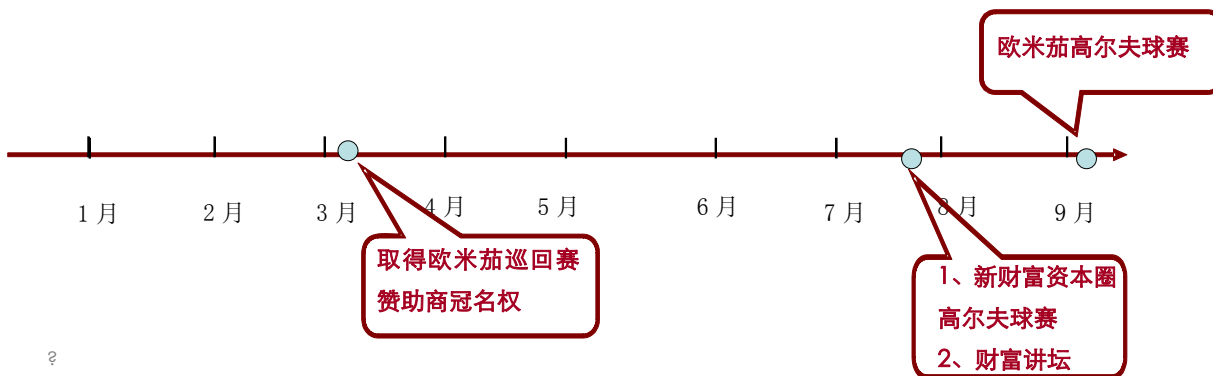 欧米茄高尔夫球赛
1月 2月 3月 4月 5月 6月 7月 8月 9月
取得欧米茄巡回赛
赞助商冠名权
1、新财富资本圈
高尔夫球赛
2、财富讲坛
?